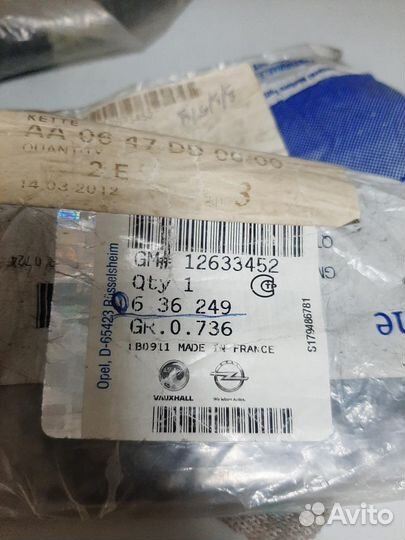 KETTE
AA 06 47 DD 00 00
QUANTITY
2 E
14.03.2012
3
GM# 12633452
Qty 1
6 36 249
GR.0.736
1B0911 MADE IN FRANCE
VAUXHALL
Opel, D-65423 Rüsselsheim
S179486781
Avito